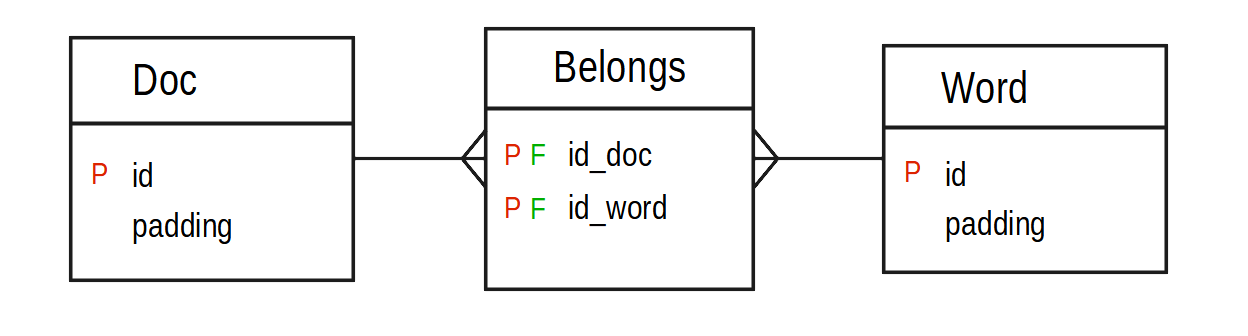 Doc
P id
padding
Belongs
P F id_doc
P F id_word
Word
P id
padding